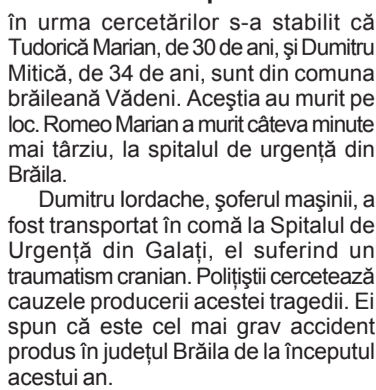 în urma cercetărilor s-a stabilit că
Tudorică Marian, de 30 de ani, şi Dumitru
Mitică, de 34 de ani, sunt din comuna
brăileană Vădeni. Aceştia au murit pe
loc. Romeo Marian a murit câteva minute
mai târziu, la spitalul de urgenţă din
Brăila.
Dumitru Iordache, şoferul maşinii, a
fost transportat în comă la Spitalul de
Urgenţă din Galaţi, el suferind un
traumatism cranian. Poliţiştii cercetează
cauzele producerii acestei tragedii. Ei
spun că este cel mai grav accident
produs în judeţul Brăila de la începutul
acestui an.